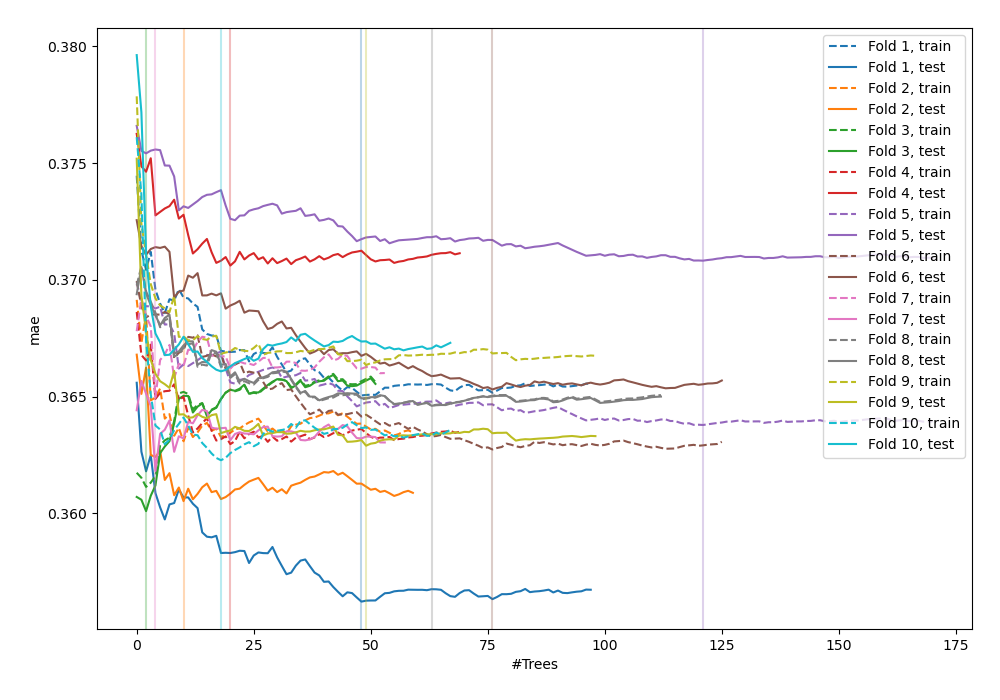 0.380
0.375
0.370
0.365
0.360
mae
0
25
50
75
100
125
150
175
#Trees
Fold 1, train
Fold 1, test
Fold 2, train
Fold 2, test
Fold 3, train
Fold 3, test
Fold 4, train
Fold 4, test
Fold 5, train
Fold 5, test
Fold 6, train
Fold 6, test
Fold 7, train
Fold 7, test
Fold 8, train
Fold 8, test
Fold 9, train
Fold 9, test
Fold 10, train
Fold 10, test